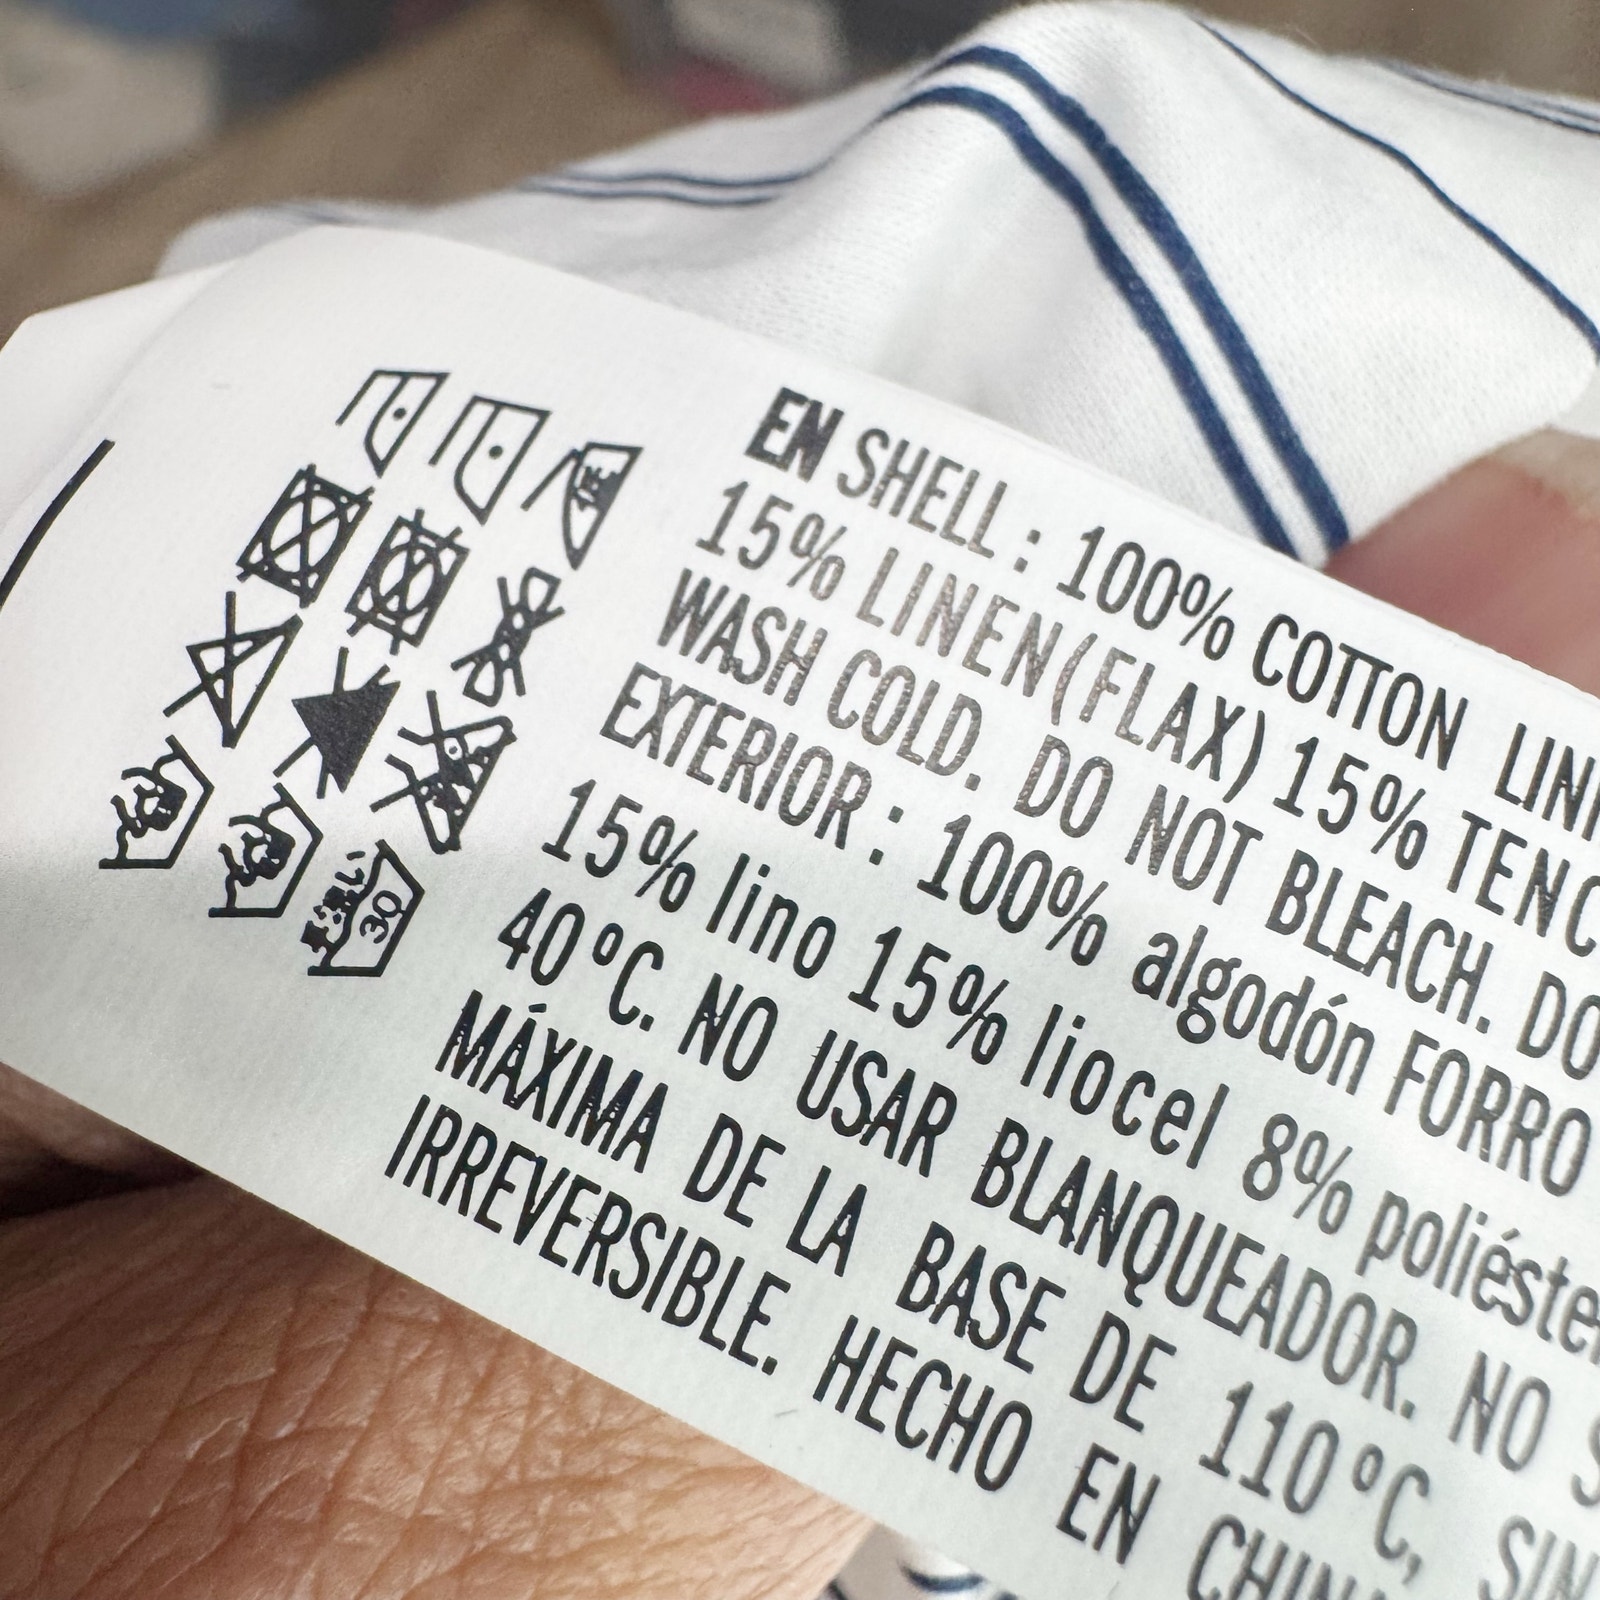 EN SHELL : 100% COTTON
15% LINEN(FLAX) 15%
WASH COLD. DO NOT BLEACH. DO
EXTERIOR : 100% algodón FORRO
15% lino 15% liocel 8%
40°C. NO USAR BLANQUEADOR. NO
MÁXIMA DE LA BASE DE 110°C,
IRREVERSIBLE. HECHO EN
30